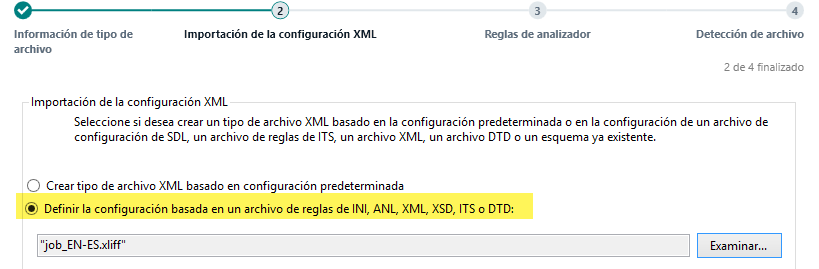 2
3
4
Información de tipo de
archivo
Importación de la configuración XML
Reglas de analizador
Detección de archivo
2 de 4 finalizado
Importación de la configuración XML
Seleccione si desea crear un tipo de archivo XML basado en la configuración predeterminada o en la configuración de un archivo de
configuración de SDL, un archivo de reglas de ITS, un archivo XML, un archivo DTD o un esquema ya existente.
Crear tipo de archivo XML basado en configuración predeterminada
Definir la configuración basada en un archivo de reglas de INI, ANL, XML, XSD, ITS o DTD:
"job_EN-ES.xliff"
Examinar...